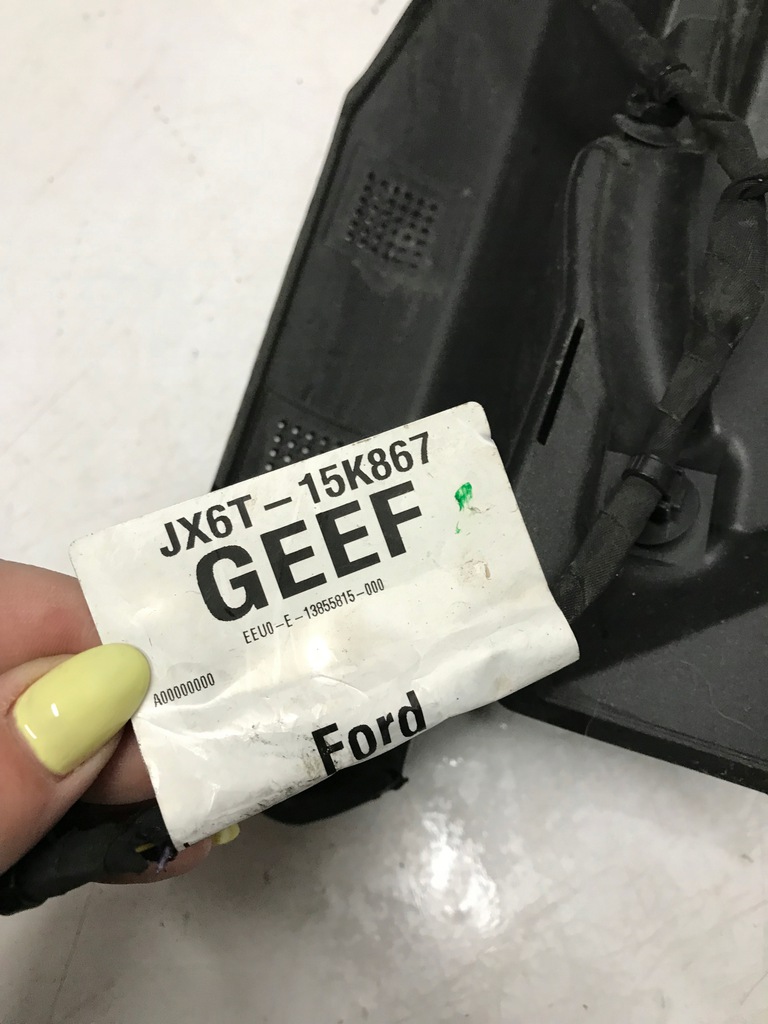 JX6T-15K867
GEEF
EEU0-E-13855815-000
A00000000
Ford